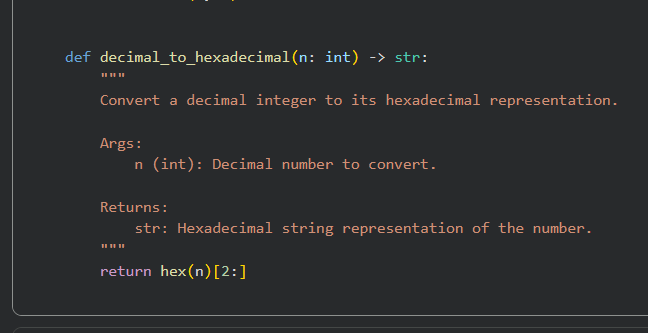 def decimal_to_hexadecimal(n: int) -> str:
"""
Convert a decimal integer to its hexadecimal representation.
Args:
n (int): Decimal number to convert.
Returns:
str: Hexadecimal string representation of the number.
"""
return hex(n)[2:]